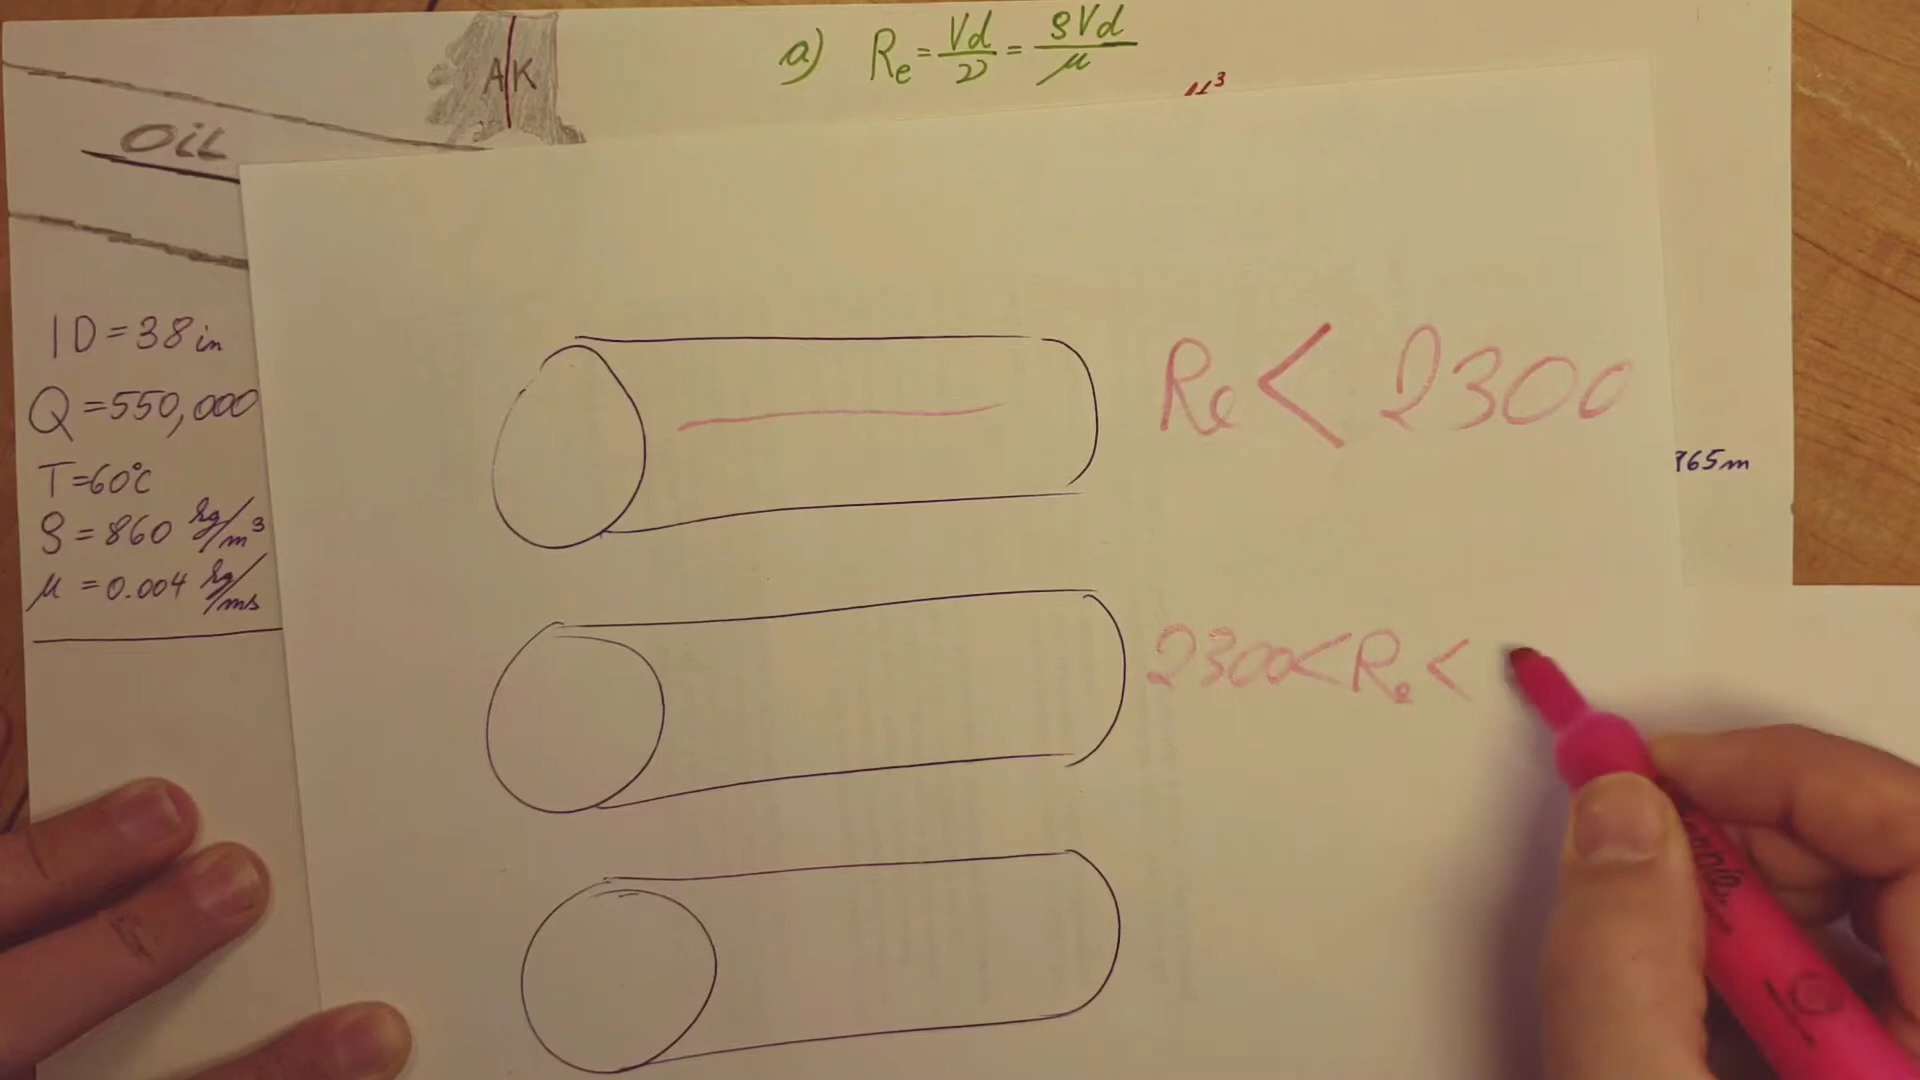 a) Re = Vd/ν = ρVd/μ
AK
OiL
ID = 38 in
Q = 550,000
T = 60°C
ρ = 860 kg/m³
μ = 0.004 kg/ms
Re < 2300
65m
2300 < Re <